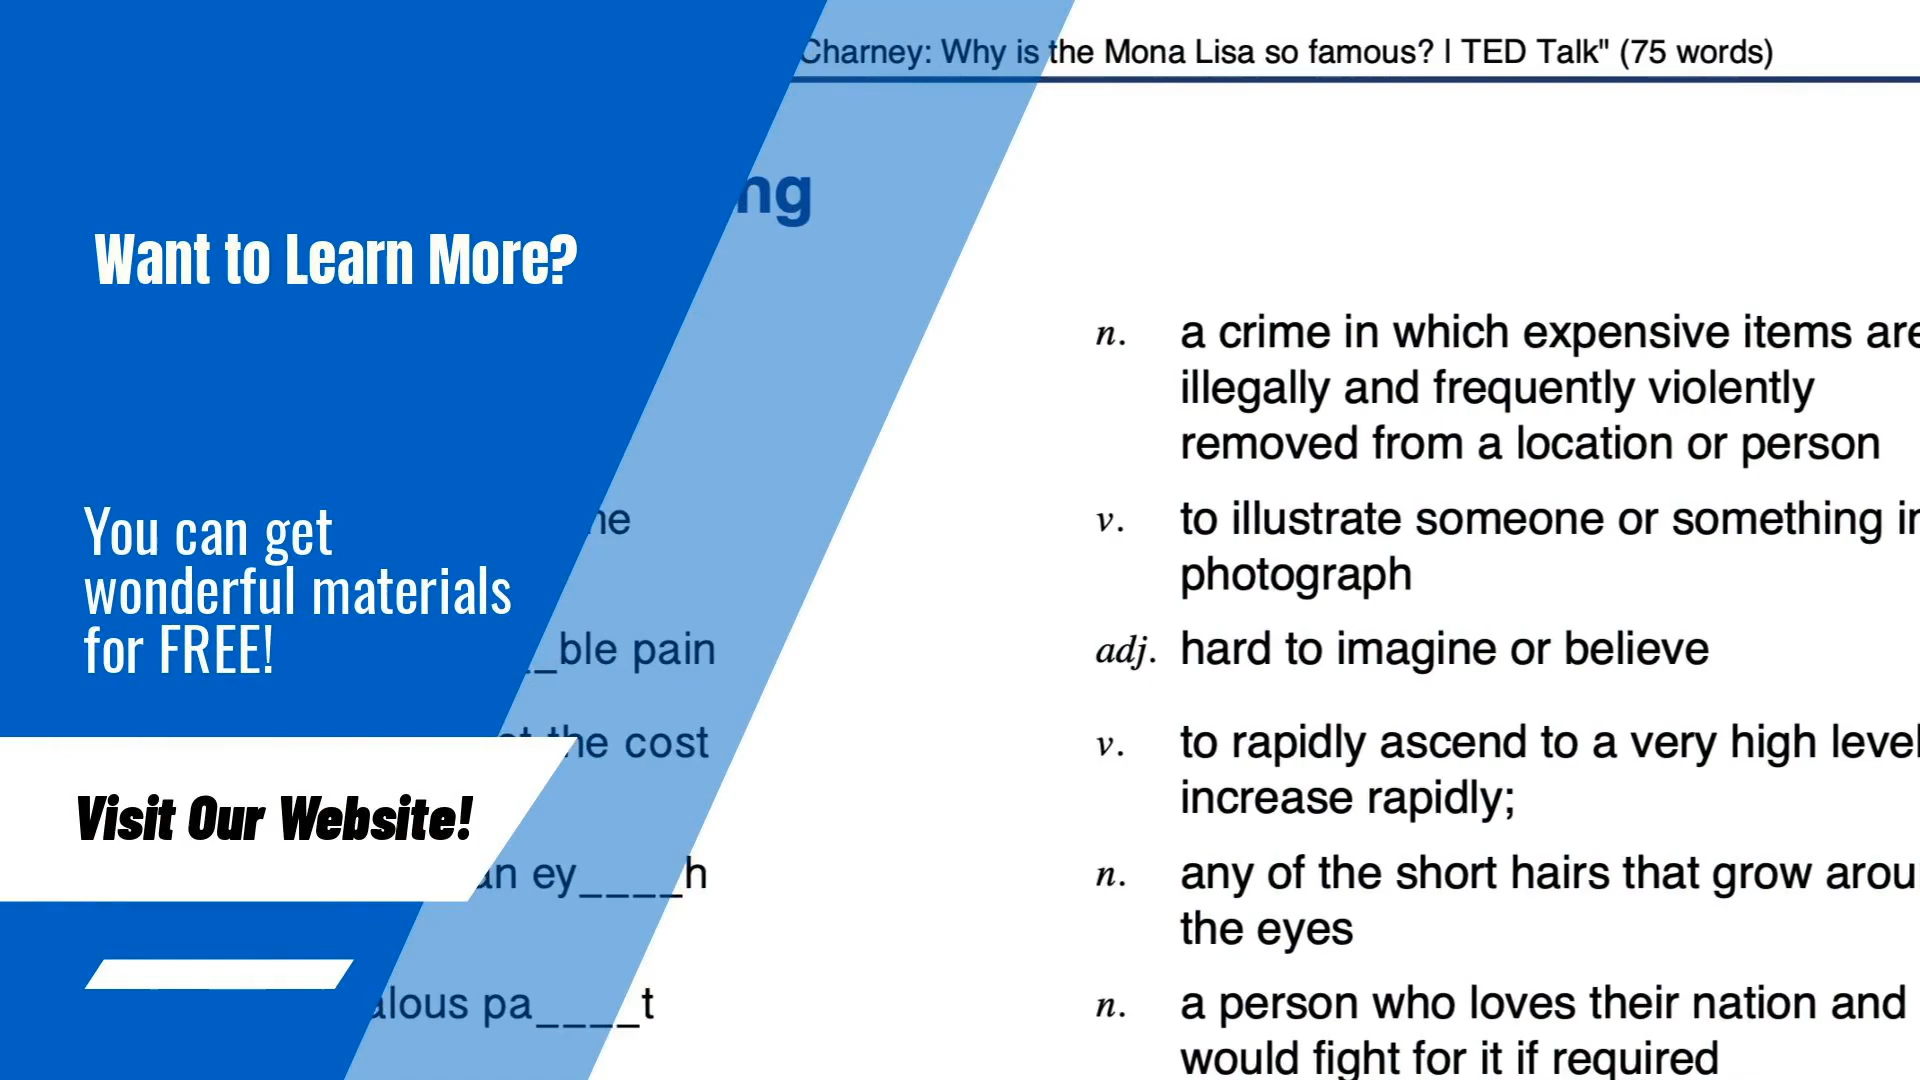 Charney: Why is the Mona Lisa so famous? | TED Talk" (75 words)
ng
Want to Learn More?
You can get
wonderful materials
for FREE!
Visit Our Website!
ne
_ble pain
the cost
an ey____h
alous pa____t
n. a crime in which expensive items are
illegally and frequently violently
removed from a location or person
v. to illustrate someone or something in
photograph
adj. hard to imagine or believe
v. to rapidly ascend to a very high level
increase rapidly;
n. any of the short hairs that grow arou
the eyes
n. a person who loves their nation and
would fight for it if required